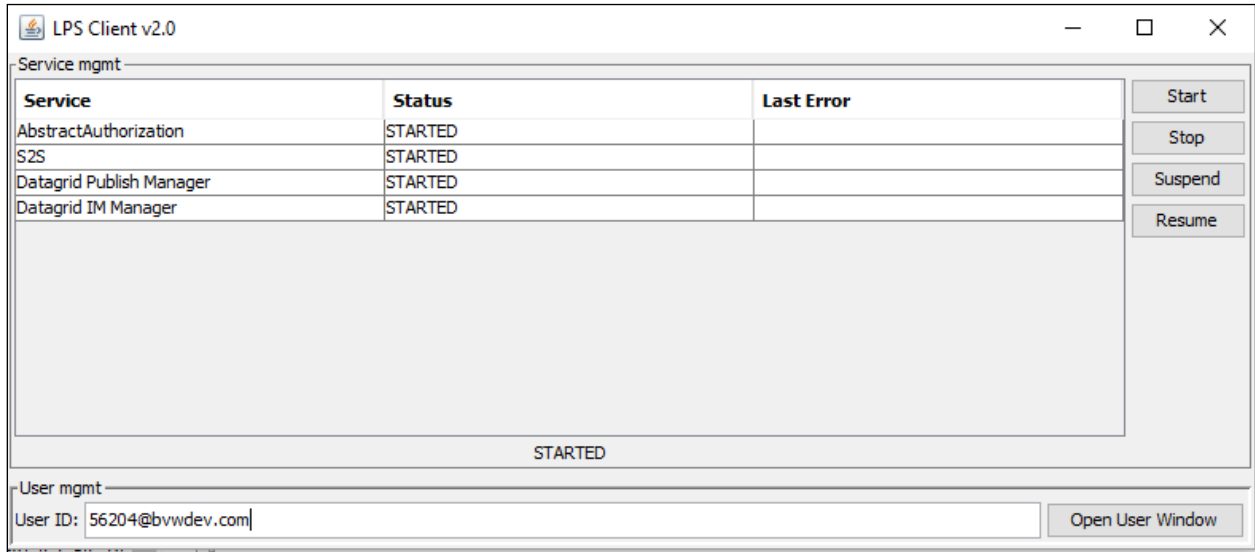 LPS Client v2.0
Service mgmt
Service Status Last Error
Start
AbstractAuthorization STARTED
Stop
S2S STARTED
Datagrid Publish Manager STARTED
Suspend
Datagrid IM Manager STARTED
Resume
STARTED
User mgmt
User ID: 56204@bvwdev.com Open User Window